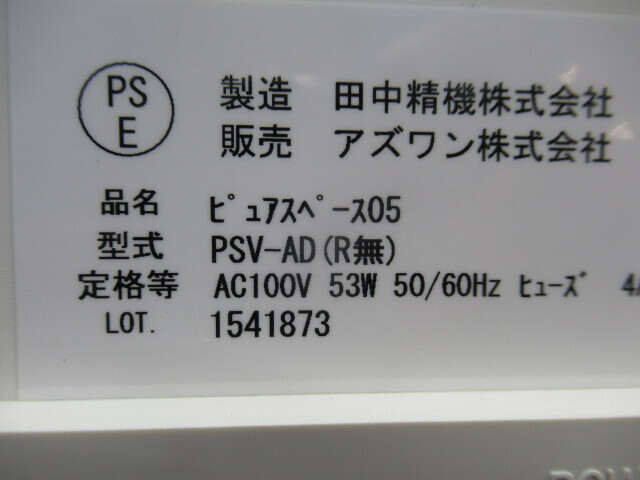 PS
E
製造 田中精機株式会社
販売 アズワン株式会社
品名 ﾋﾟｭｱｽﾍﾟｰｽ05
型式 PSV-AD(R無)
定格等 AC100V 53W 50/60Hz ﾋｭｰｽﾞ 4A
LOT. 1541873